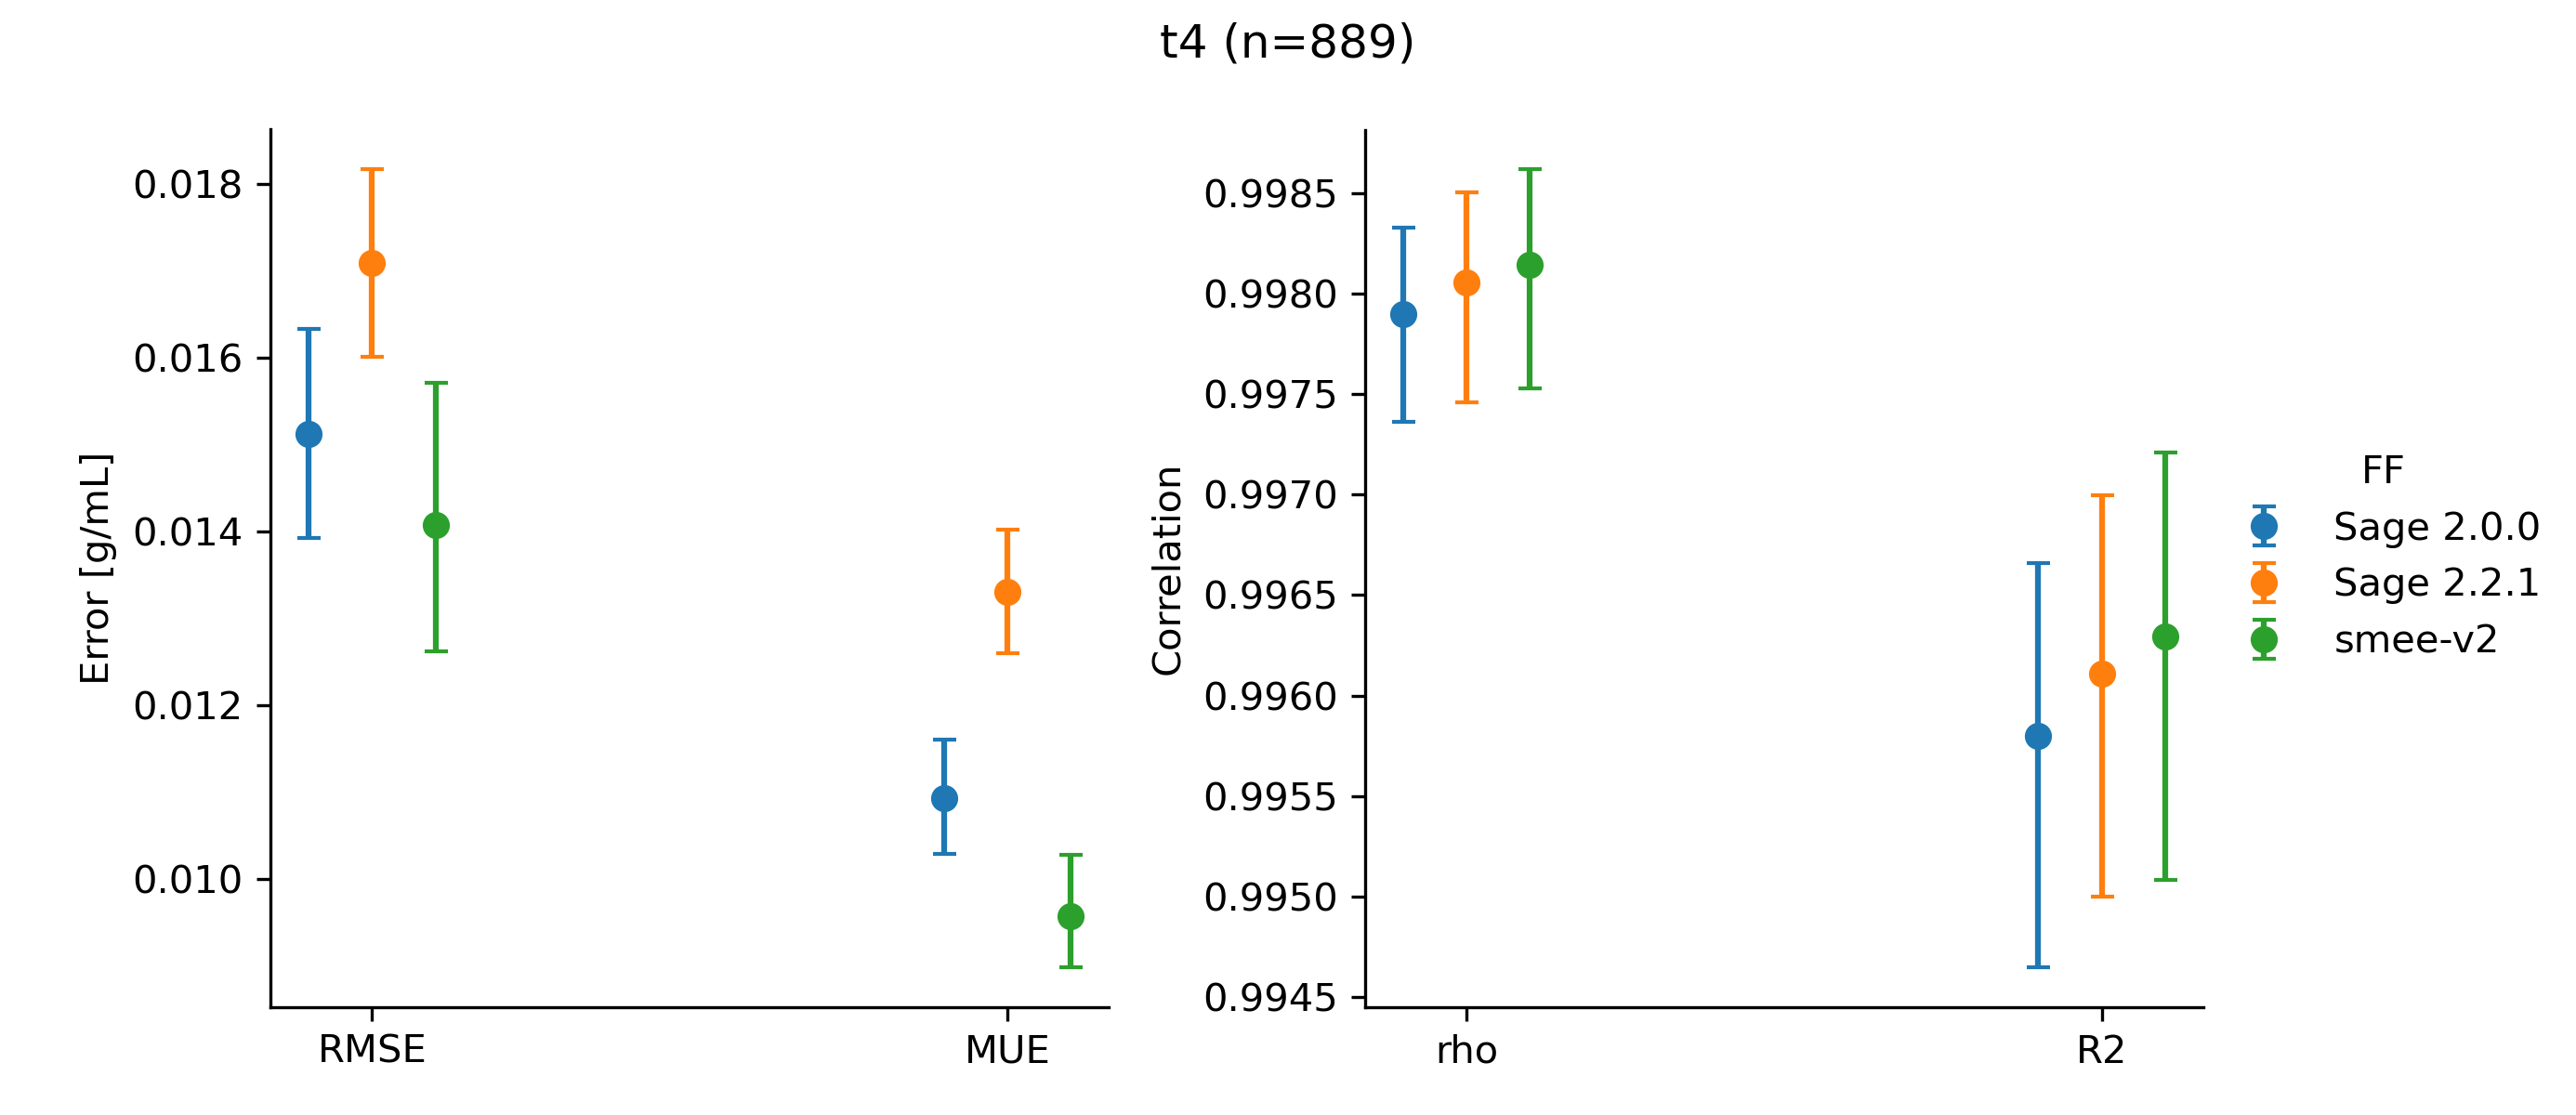 t4 (n=889)
Error [g/mL]
0.018
0.016
0.014
0.012
0.010
RMSE
MUE
Correlation
0.9985
0.9980
0.9975
0.9970
0.9965
0.9960
0.9955
0.9950
0.9945
rho
R2
FF
Sage 2.0.0
Sage 2.2.1
smee-v2